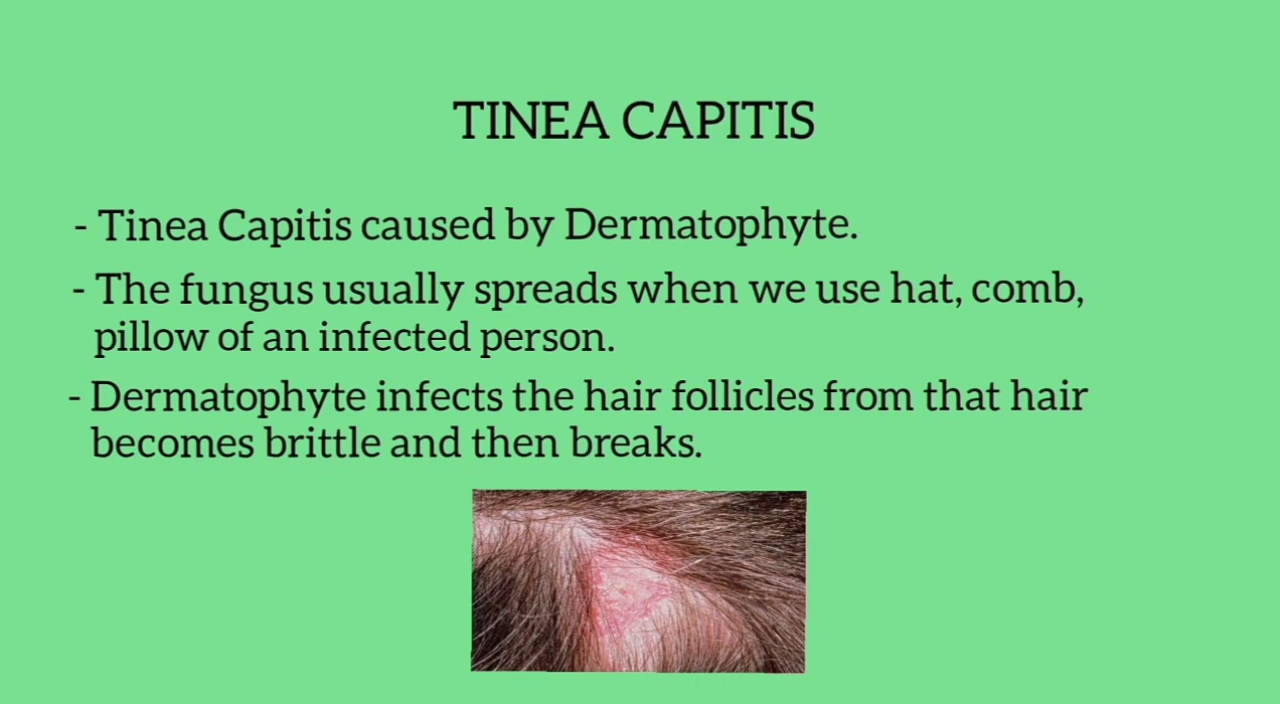 TINEA CAPITIS
- Tinea Capitis caused by Dermatophyte.
- The fungus usually spreads when we use hat, comb,
pillow of an infected person.
- Dermatophyte infects the hair follicles from that hair
becomes brittle and then breaks.